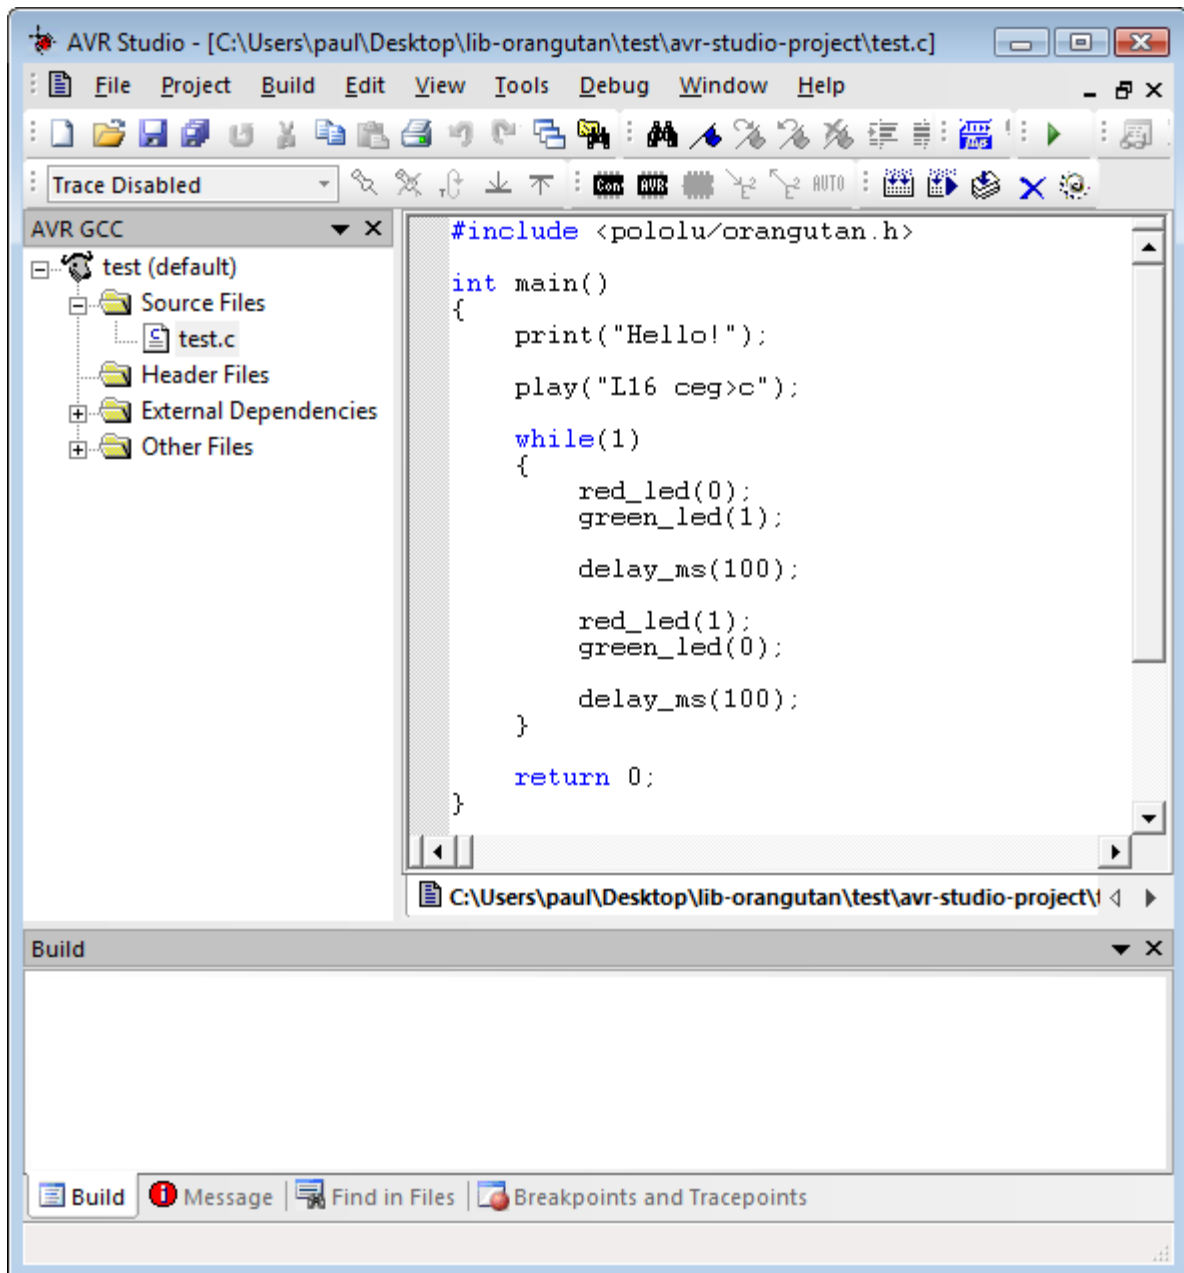 AVR Studio - [C:\Users\paul\Desktop\lib-orangutan\test\avr-studio-project\test.c]
File Project Build Edit View Tools Debug Window Help
Trace Disabled
Con AVR AUTO
AVR GCC
test (default)
Source Files
test.c
Header Files
External Dependencies
Other Files
#include <pololu/orangutan.h>
int main()
{
print("Hello!");
play("L16 ceg>c");
while(1)
{
red_led(0);
green_led(1);
delay_ms(100);
red_led(1);
green_led(0);
delay_ms(100);
}
return 0;
}
C:\Users\paul\Desktop\lib-orangutan\test\avr-studio-project\t
Build
Build Message Find in Files Breakpoints and Tracepoints